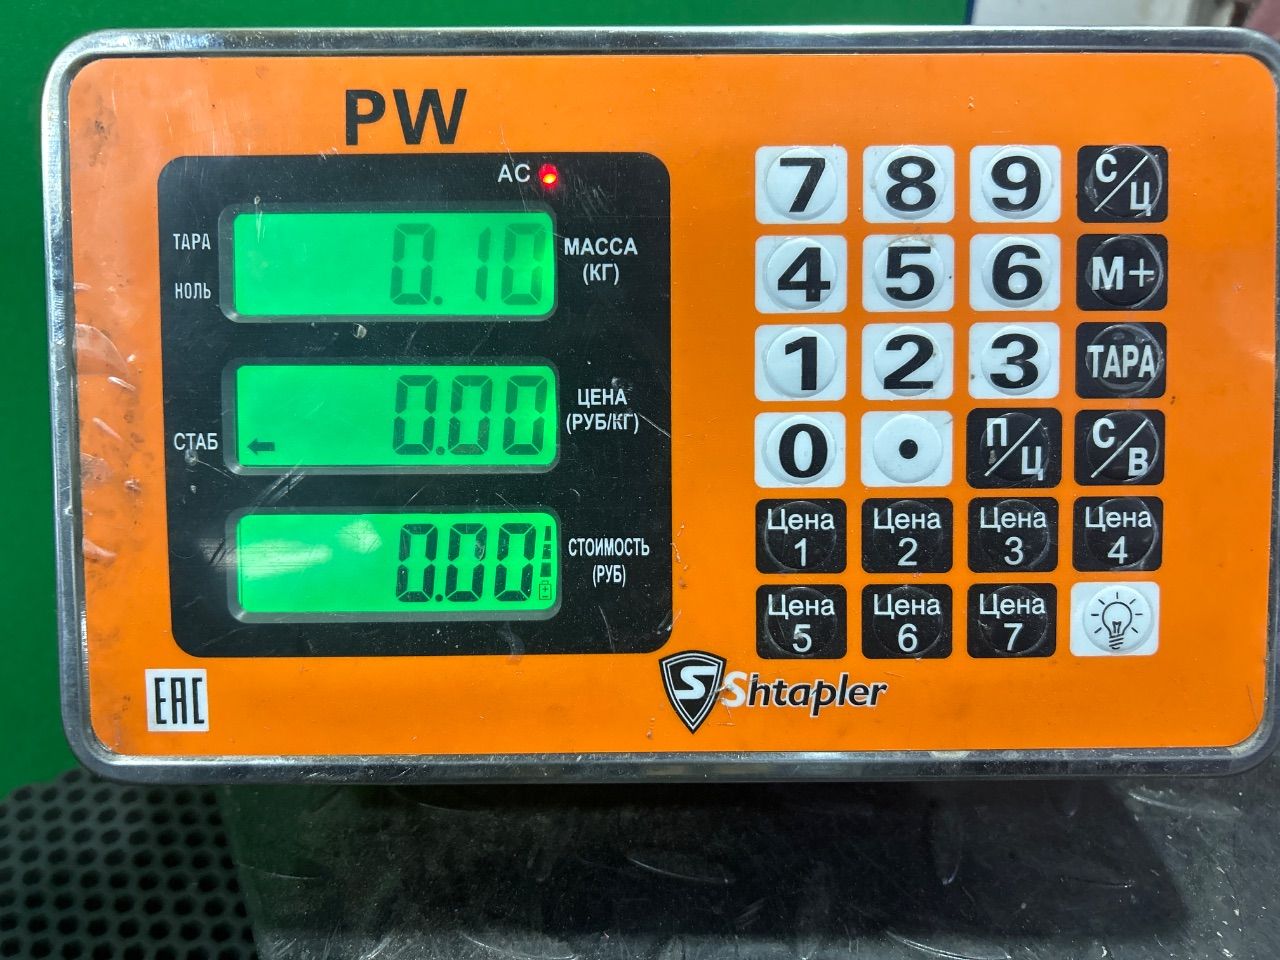 PW
AC
ТАРА
НОЛЬ
0.10
МАССА
(КГ)
СТАБ
0.00
ЦЕНА
(РУБ/КГ)
0.00
СТОИМОСТЬ
(РУБ)
7 8 9 С/Ц
4 5 6 М+
1 2 3 ТАРА
0 . П/Ц С/В
Цена 1 Цена 2 Цена 3 Цена 4
Цена 5 Цена 6 Цена 7
EAC
S Shtapler